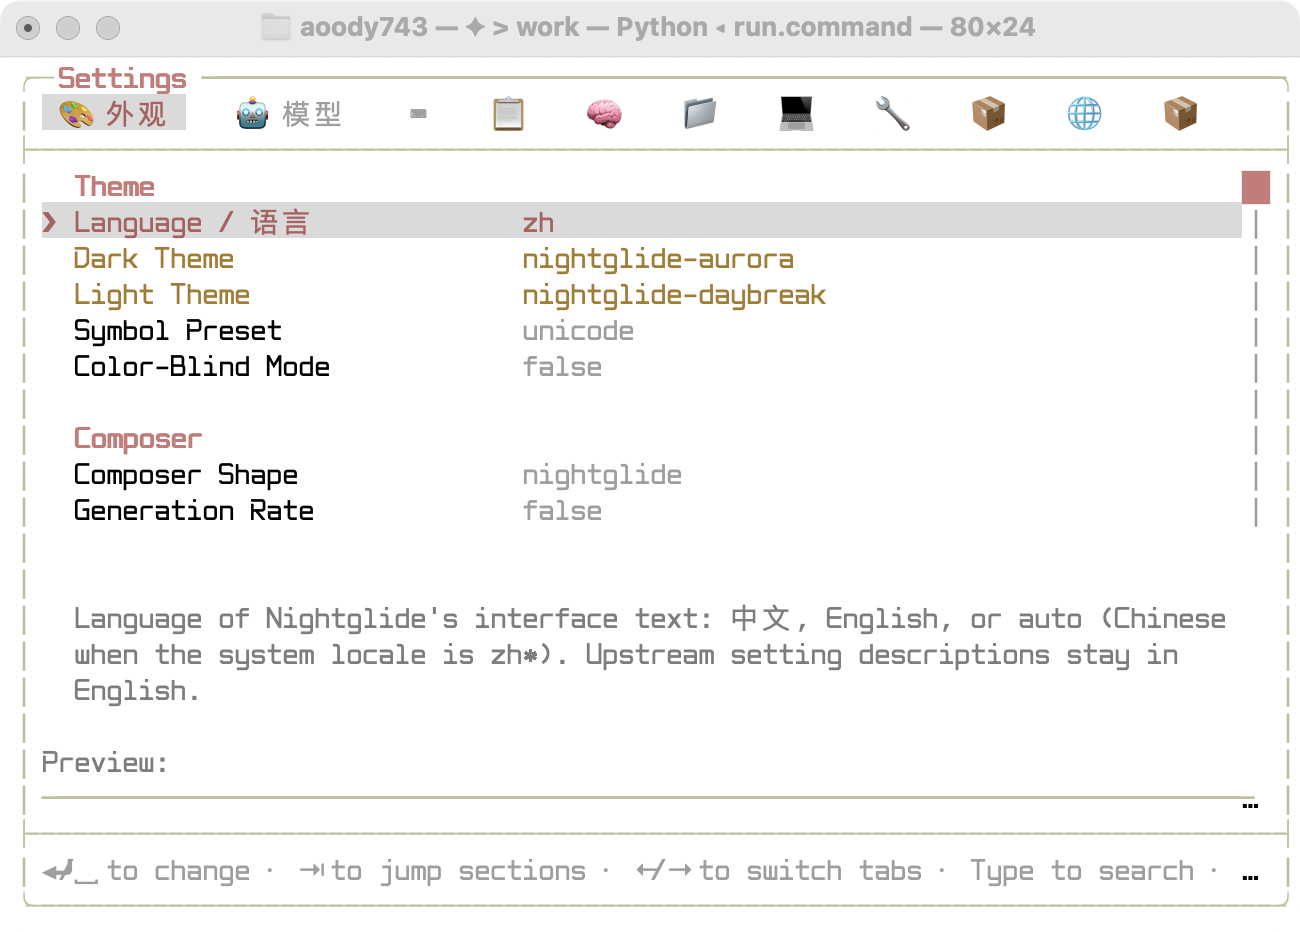 aoody743 — ✦ > work — Python ◂ run.command — 80×24
Settings
外观 模型
Theme
❯ Language / 语言 zh
Dark Theme nightglide-aurora
Light Theme nightglide-daybreak
Symbol Preset unicode
Color-Blind Mode false
Composer
Composer Shape nightglide
Generation Rate false
Language of Nightglide's interface text: 中文, English, or auto (Chinese
when the system locale is zh*). Upstream setting descriptions stay in
English.
Preview:
…
↵/␣ to change · ⇥ to jump sections · ←/→ to switch tabs · Type to search · …